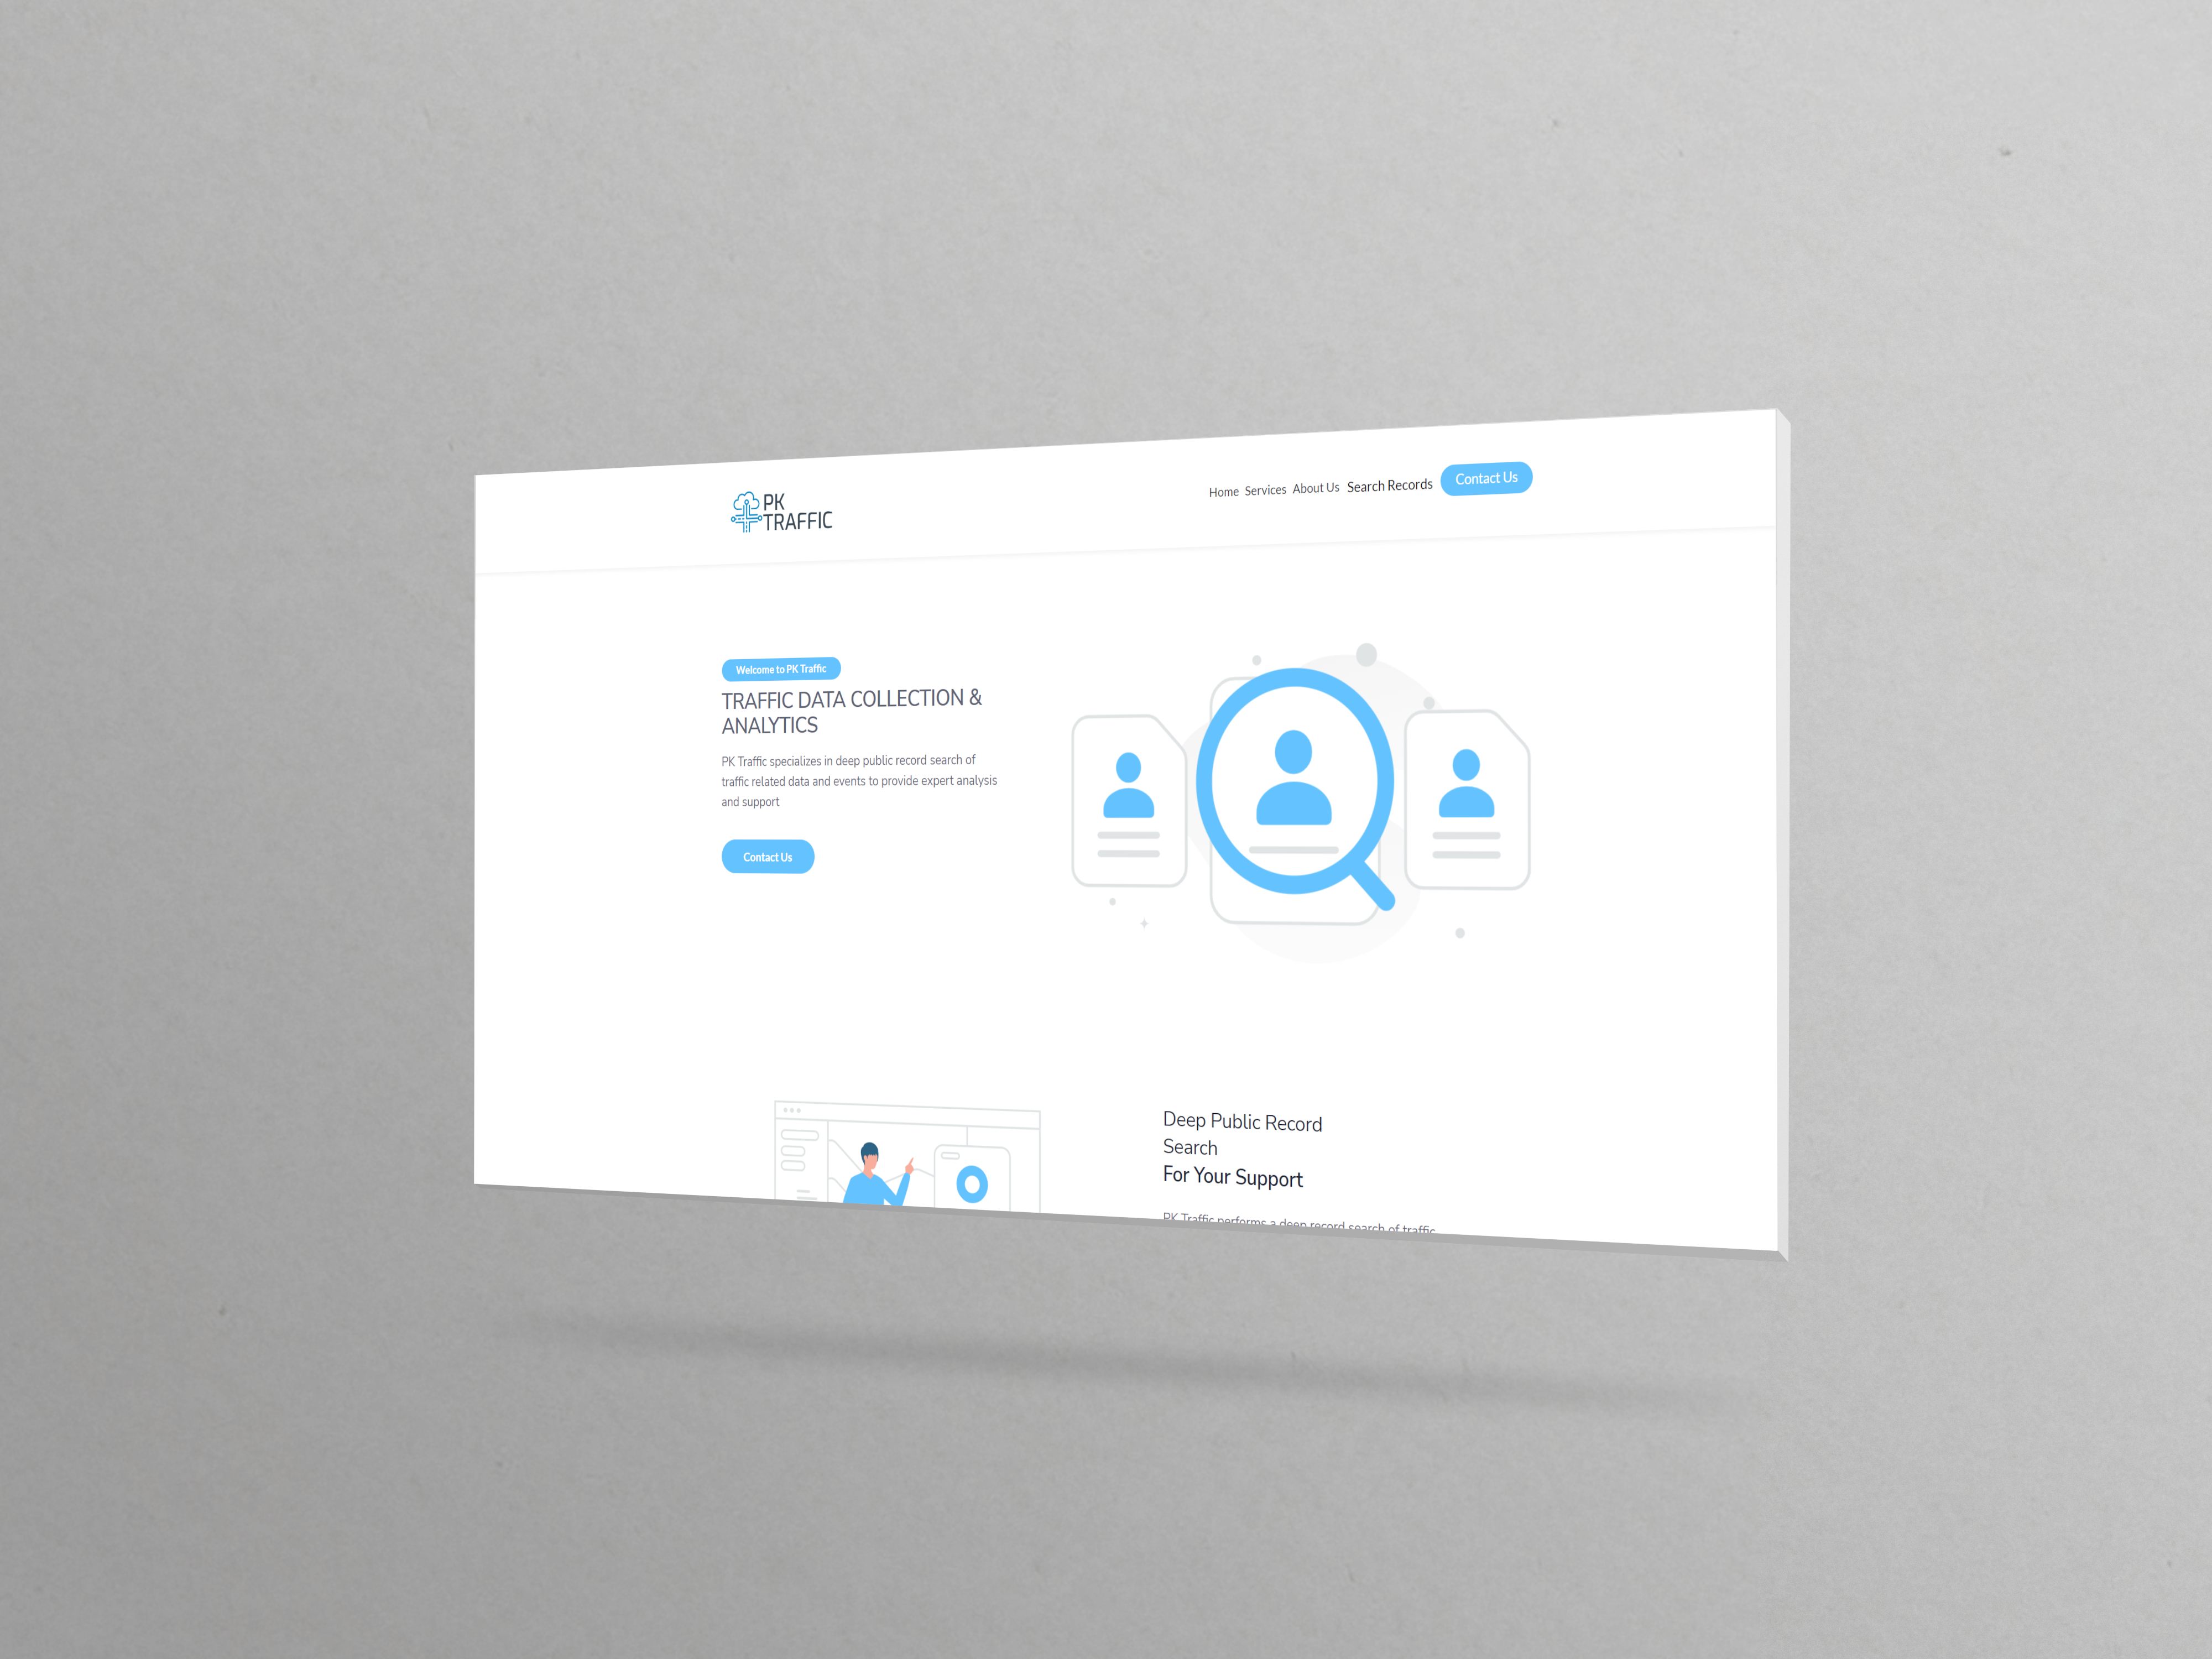 PK
TRAFFIC
Home Services About Us Search Records Contact Us
Welcome to PK Traffic
TRAFFIC DATA COLLECTION &
ANALYTICS
PK Traffic specializes in deep public record search of
traffic related data and events to provide expert analysis
and support
Contact Us
Deep Public Record
Search
For Your Support
PK Traffic performs a deep record search of traffic